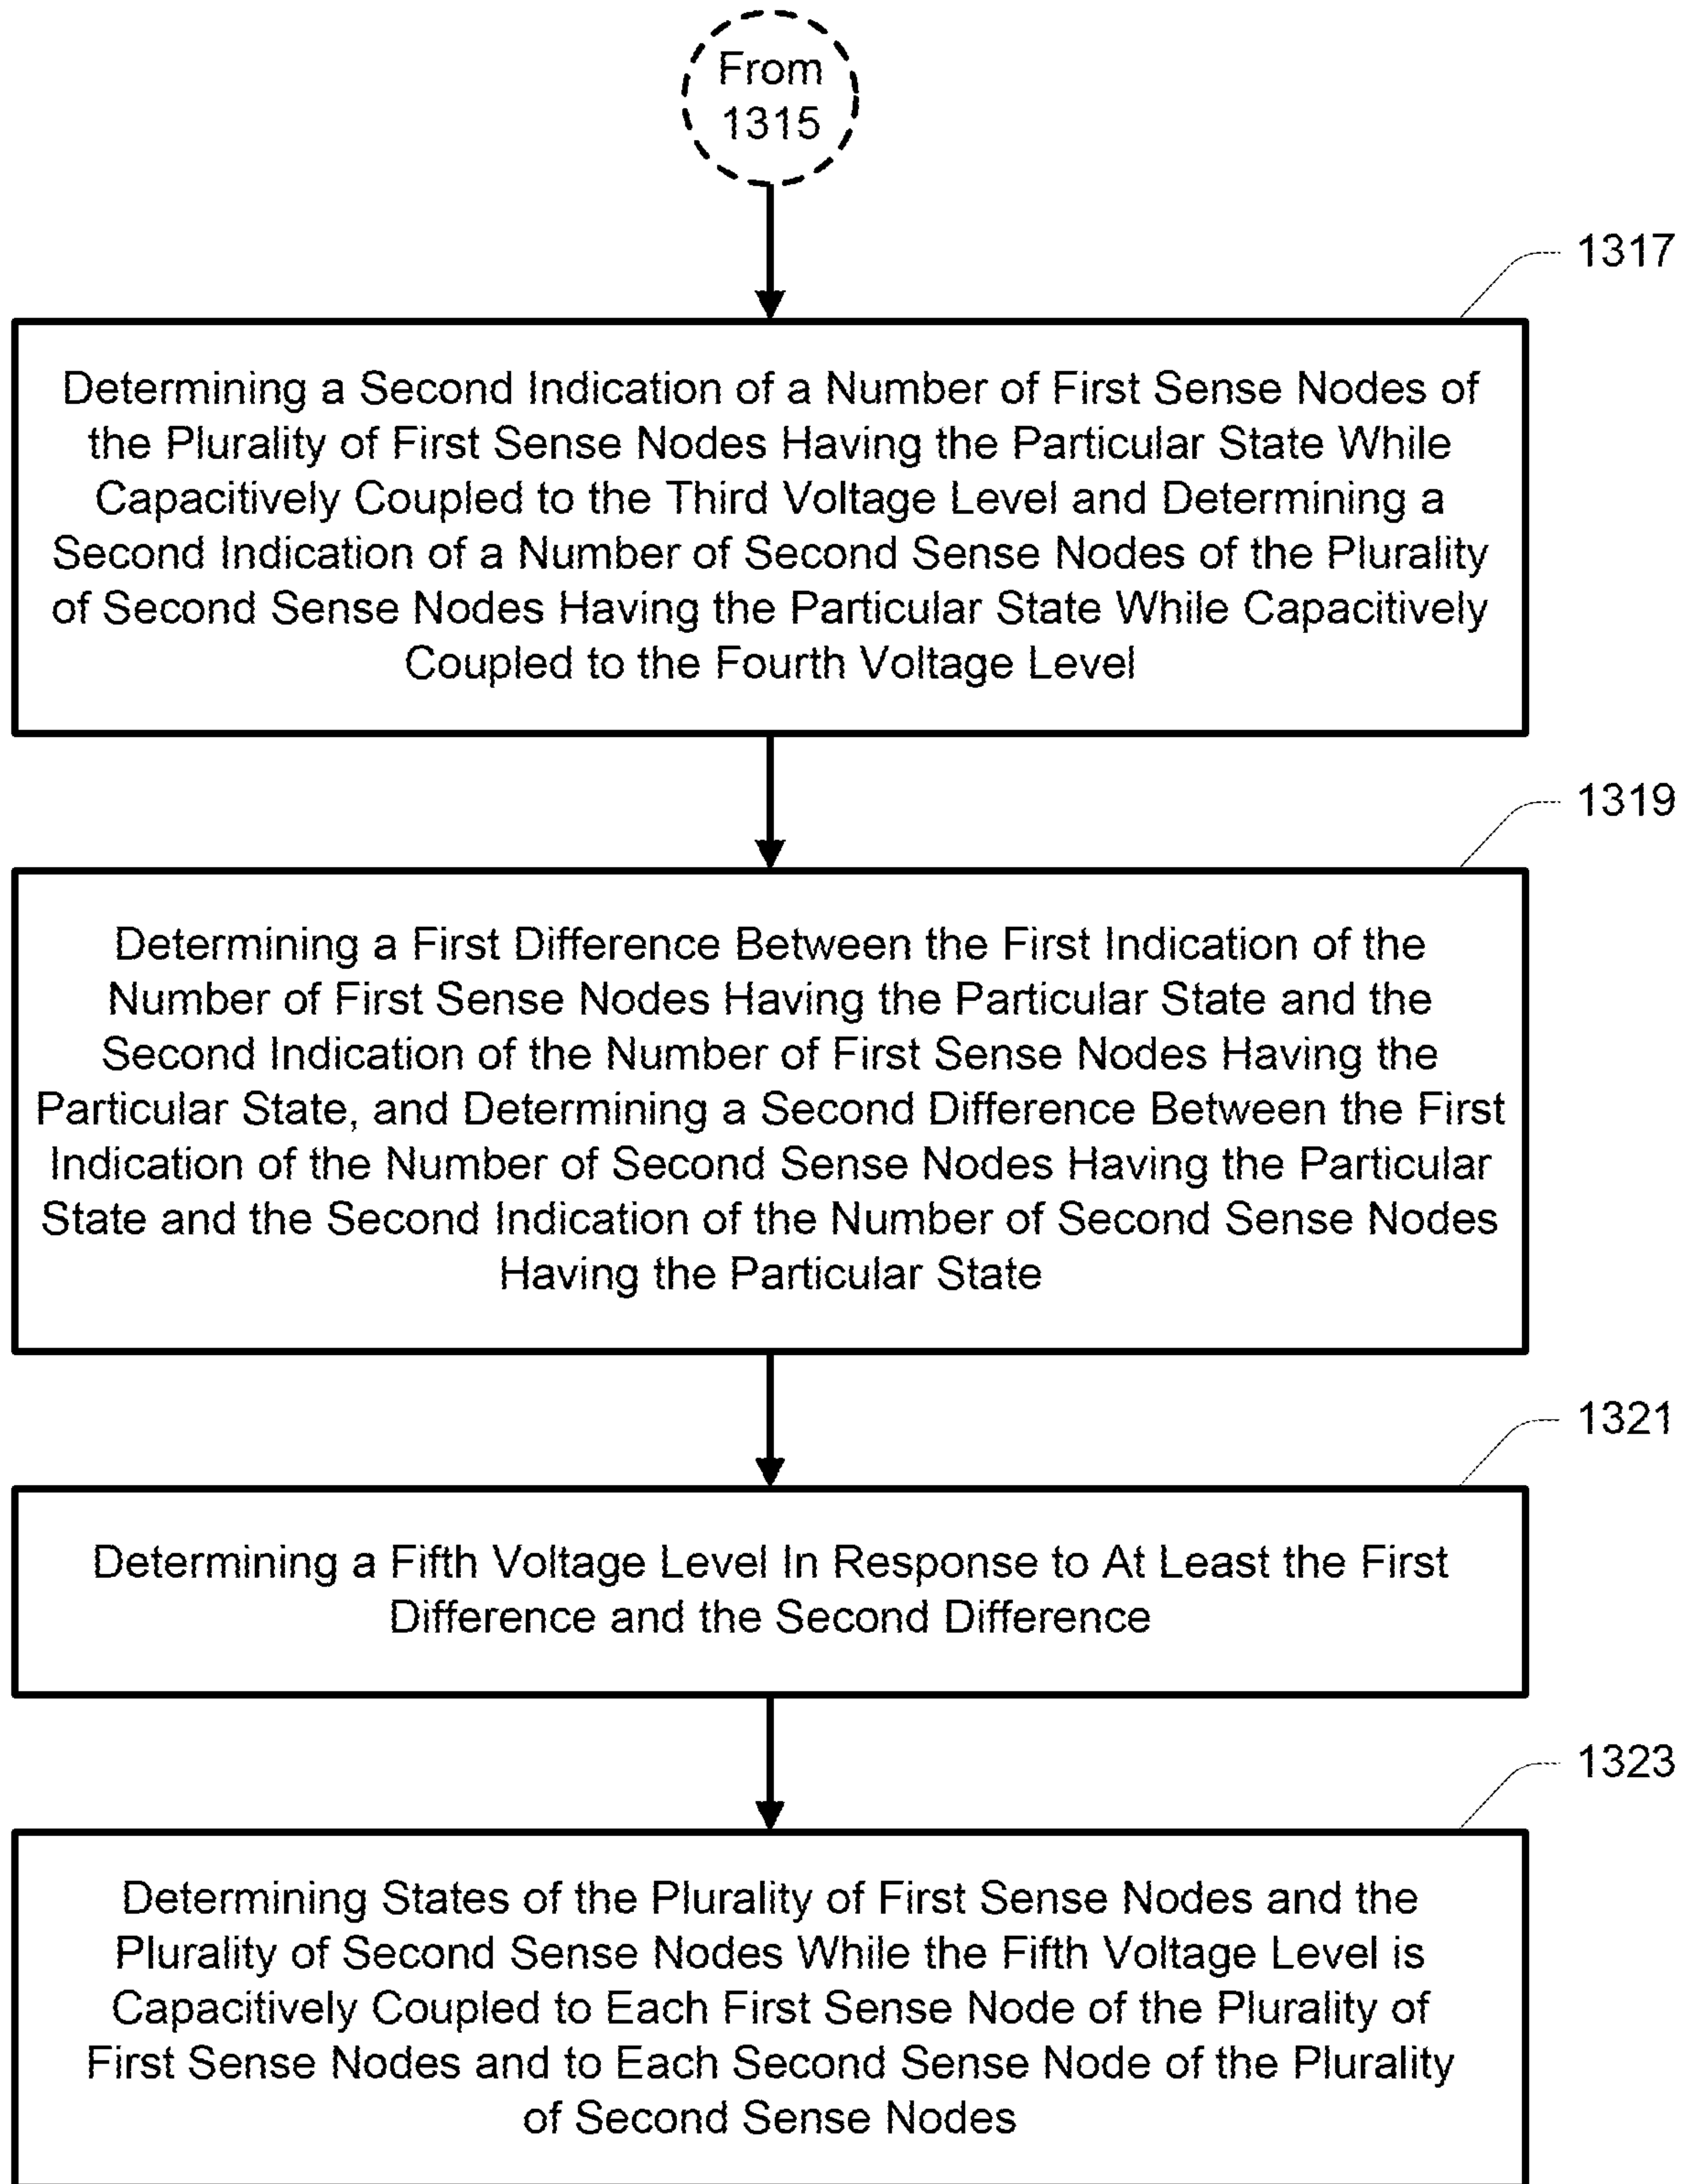 From
1315
1317
Determining a Second Indication of a Number of First Sense Nodes of
the Plurality of First Sense Nodes Having the Particular State While
Capacitively Coupled to the Third Voltage Level and Determining a
Second Indication of a Number of Second Sense Nodes of the Plurality
of Second Sense Nodes Having the Particular State While Capacitively
Coupled to the Fourth Voltage Level
1319
Determining a First Difference Between the First Indication of the
Number of First Sense Nodes Having the Particular State and the
Second Indication of the Number of First Sense Nodes Having the
Particular State, and Determining a Second Difference Between the First
Indication of the Number of Second Sense Nodes Having the Particular
State and the Second Indication of the Number of Second Sense Nodes
Having the Particular State
1321
Determining a Fifth Voltage Level In Response to At Least the First
Difference and the Second Difference
1323
Determining States of the Plurality of First Sense Nodes and the
Plurality of Second Sense Nodes While the Fifth Voltage Level is
Capacitively Coupled to Each First Sense Node of the Plurality of
First Sense Nodes and to Each Second Sense Node of the Plurality
of Second Sense Nodes